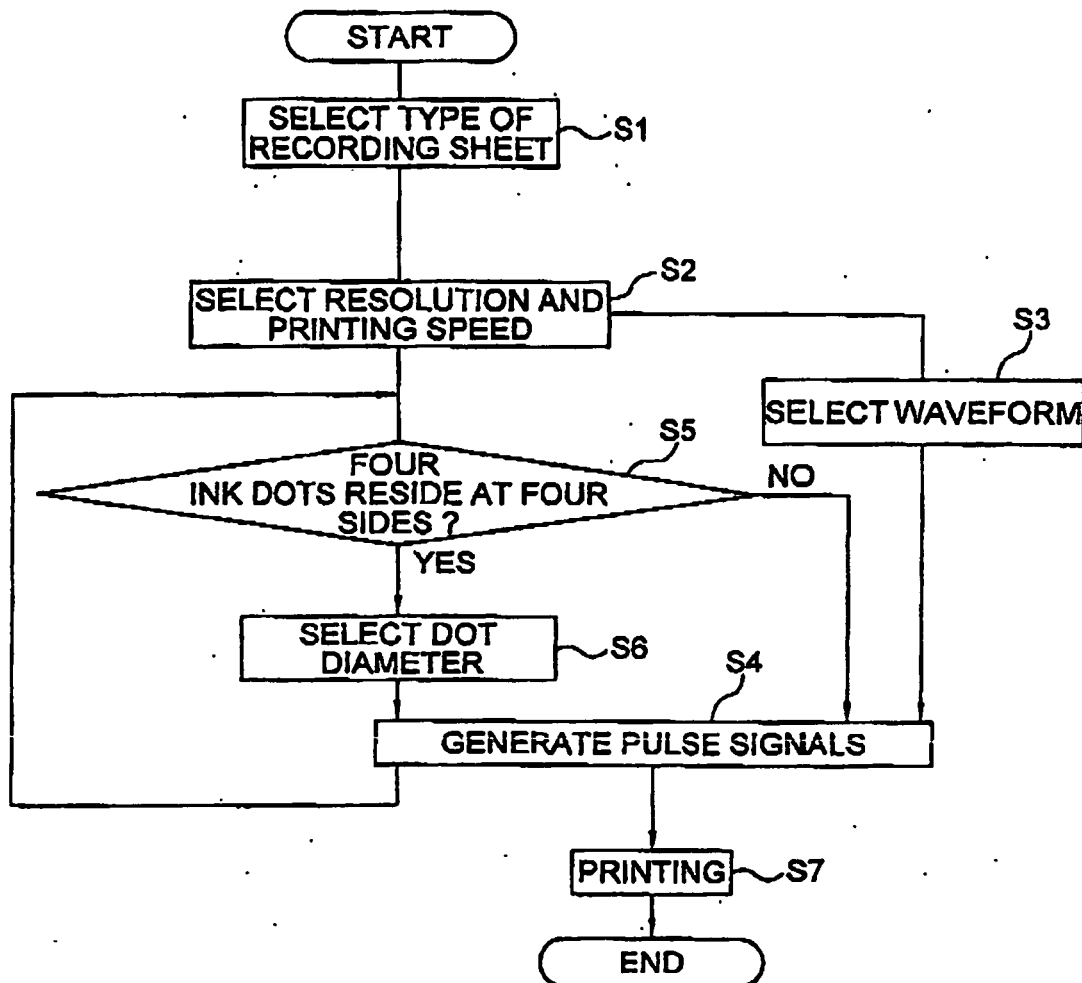 START
SELECT TYPE OF
RECORDING SHEET
S1
S2
SELECT RESOLUTION AND
PRINTING SPEED
S3
SELECT WAVEFORM
S5
FOUR
INK DOTS RESIDE AT FOUR
SIDES ?
NO
YES
SELECT DOT
DIAMETER
S6
S4
GENERATE PULSE SIGNALS
PRINTING
S7
END